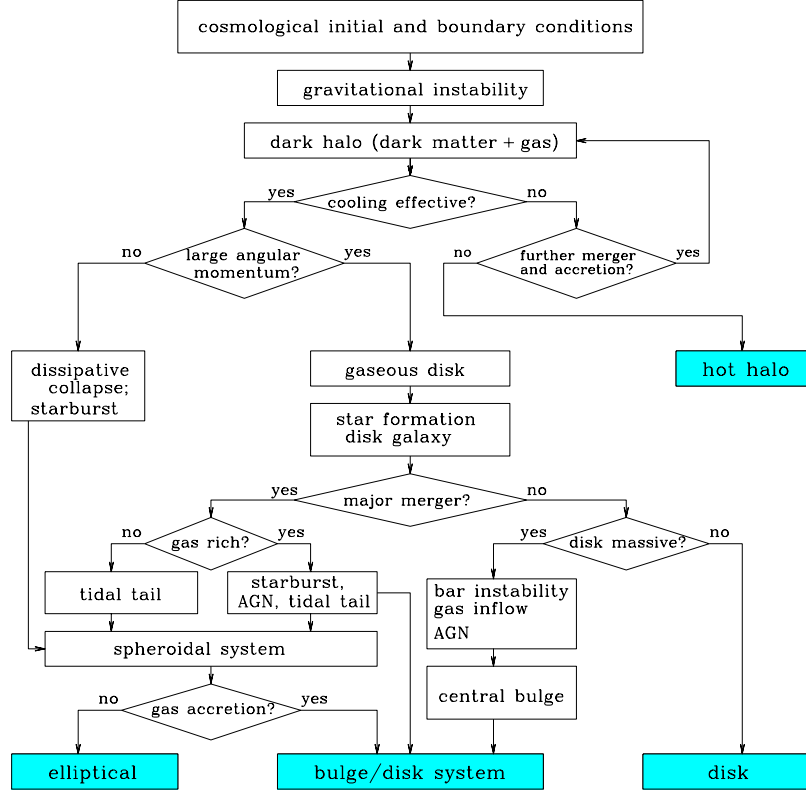 cosmological initial and boundary conditions
gravitational instability
dark halo (dark matter + gas)
yes
cooling effective?
no
no
large angular
momentum?
yes
no
further merger
and accretion?
yes
dissipative
collapse;
starburst
gaseous disk
hot halo
star formation
disk galaxy
yes
major merger?
no
no
gas rich?
yes
yes
disk massive?
no
tidal tail
starburst,
AGN, tidal tail
bar instability
gas inflow
AGN
spheroidal system
central bulge
no
gas accretion?
yes
elliptical
bulge/disk system
disk